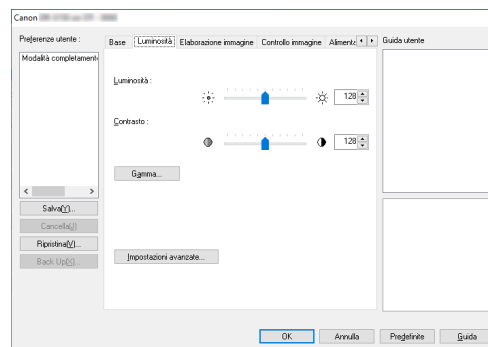 Canon
Preferenze utente :
Modalità completament
Salva(Y)...
Cancella(J)
Ripristina(V)...
Back Up(X)...
Base Luminosità Elaborazione immagine Controllo immagine Alimenta
Luminosità :
128
Contrasto :
128
Gamma...
Impostazioni avanzate...
Guida utente
OK Annulla Predefinite Guida